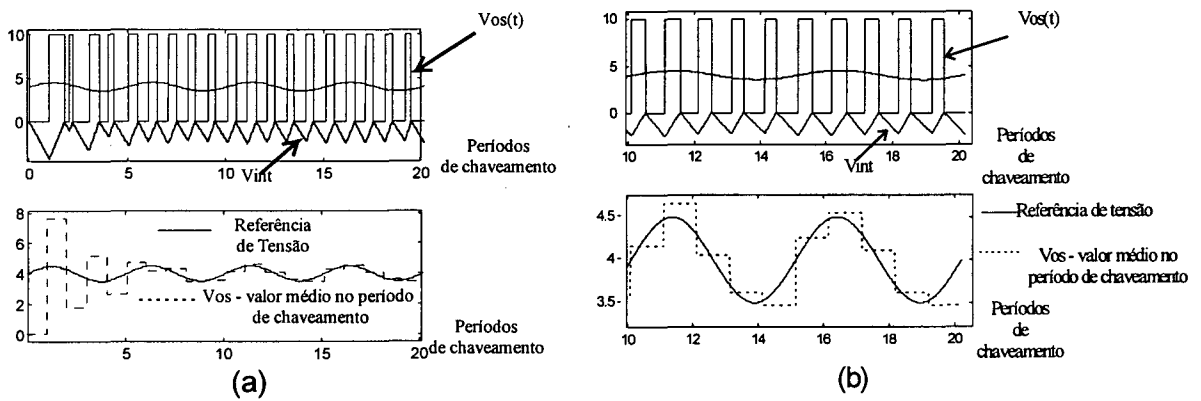 Vos(t)
10
5
0
Vint
0
5
10
15
20
Períodos
de chaveamento
8
6
4
2
0
Referência
de Tensão
Vos - valor médio no período
de chaveamento
5
10
15
20
Períodos
de chaveamento
(a)
Vos(t)
10
5
0
Vint
10
12
14
16
18
20
Períodos
de
chaveamento
4.5
4
3.5
Referência de tensão
Vos - valor médio no
período de chaveamento
10
12
14
16
18
20
Períodos
de
chaveamento
(b)